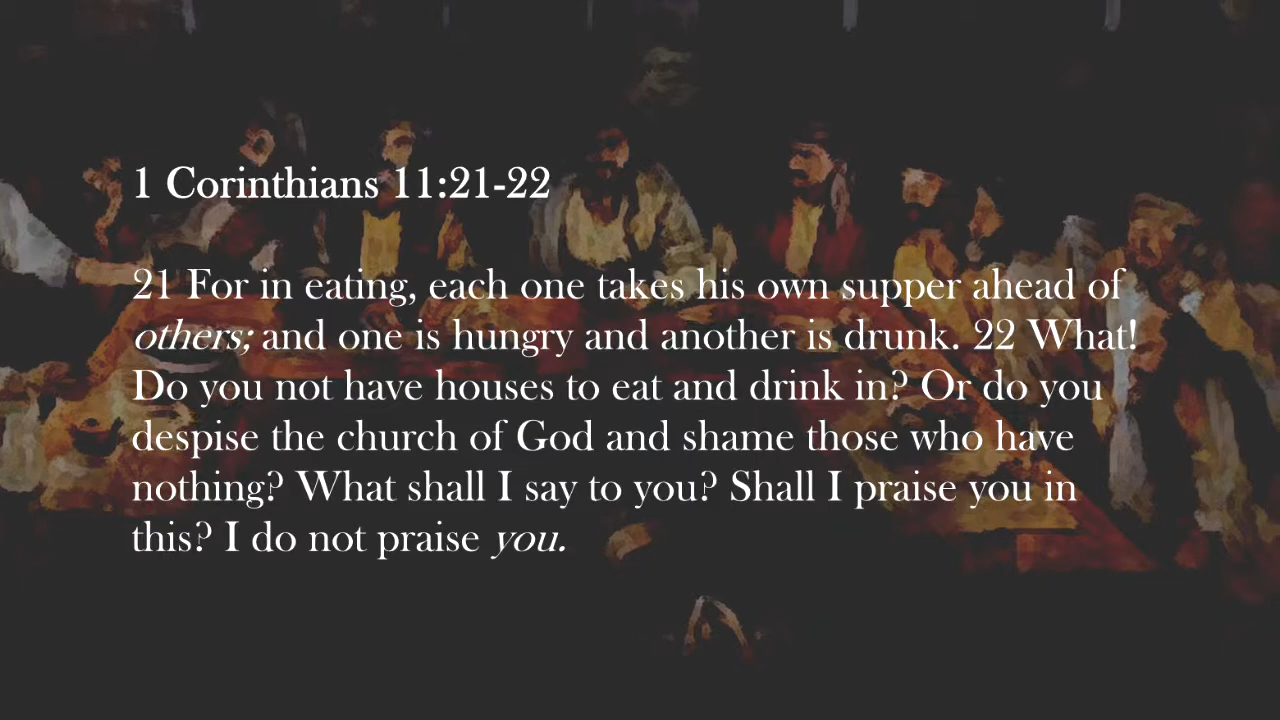 1 Corinthians 11:21-22
21 For in eating, each one takes his own supper ahead of
others; and one is hungry and another is drunk. 22 What!
Do you not have houses to eat and drink in? Or do you
despise the church of God and shame those who have
nothing? What shall I say to you? Shall I praise you in
this? I do not praise you.